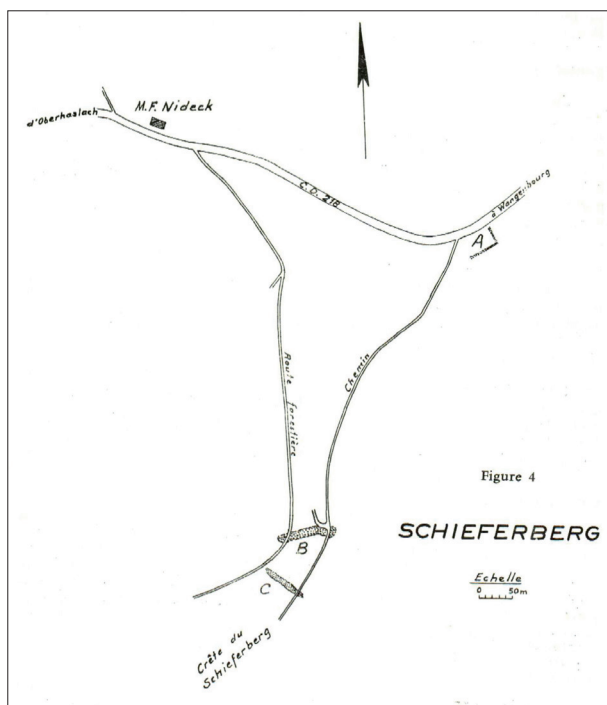 M.F. Nideck
d'Oberhaslach
C.D. 218
à Wangenbourg
A
Chemin
Route forestière
Figure 4
SCHIEFERBERG
B
Echelle
0 50m
C
Crête du
Schieferberg